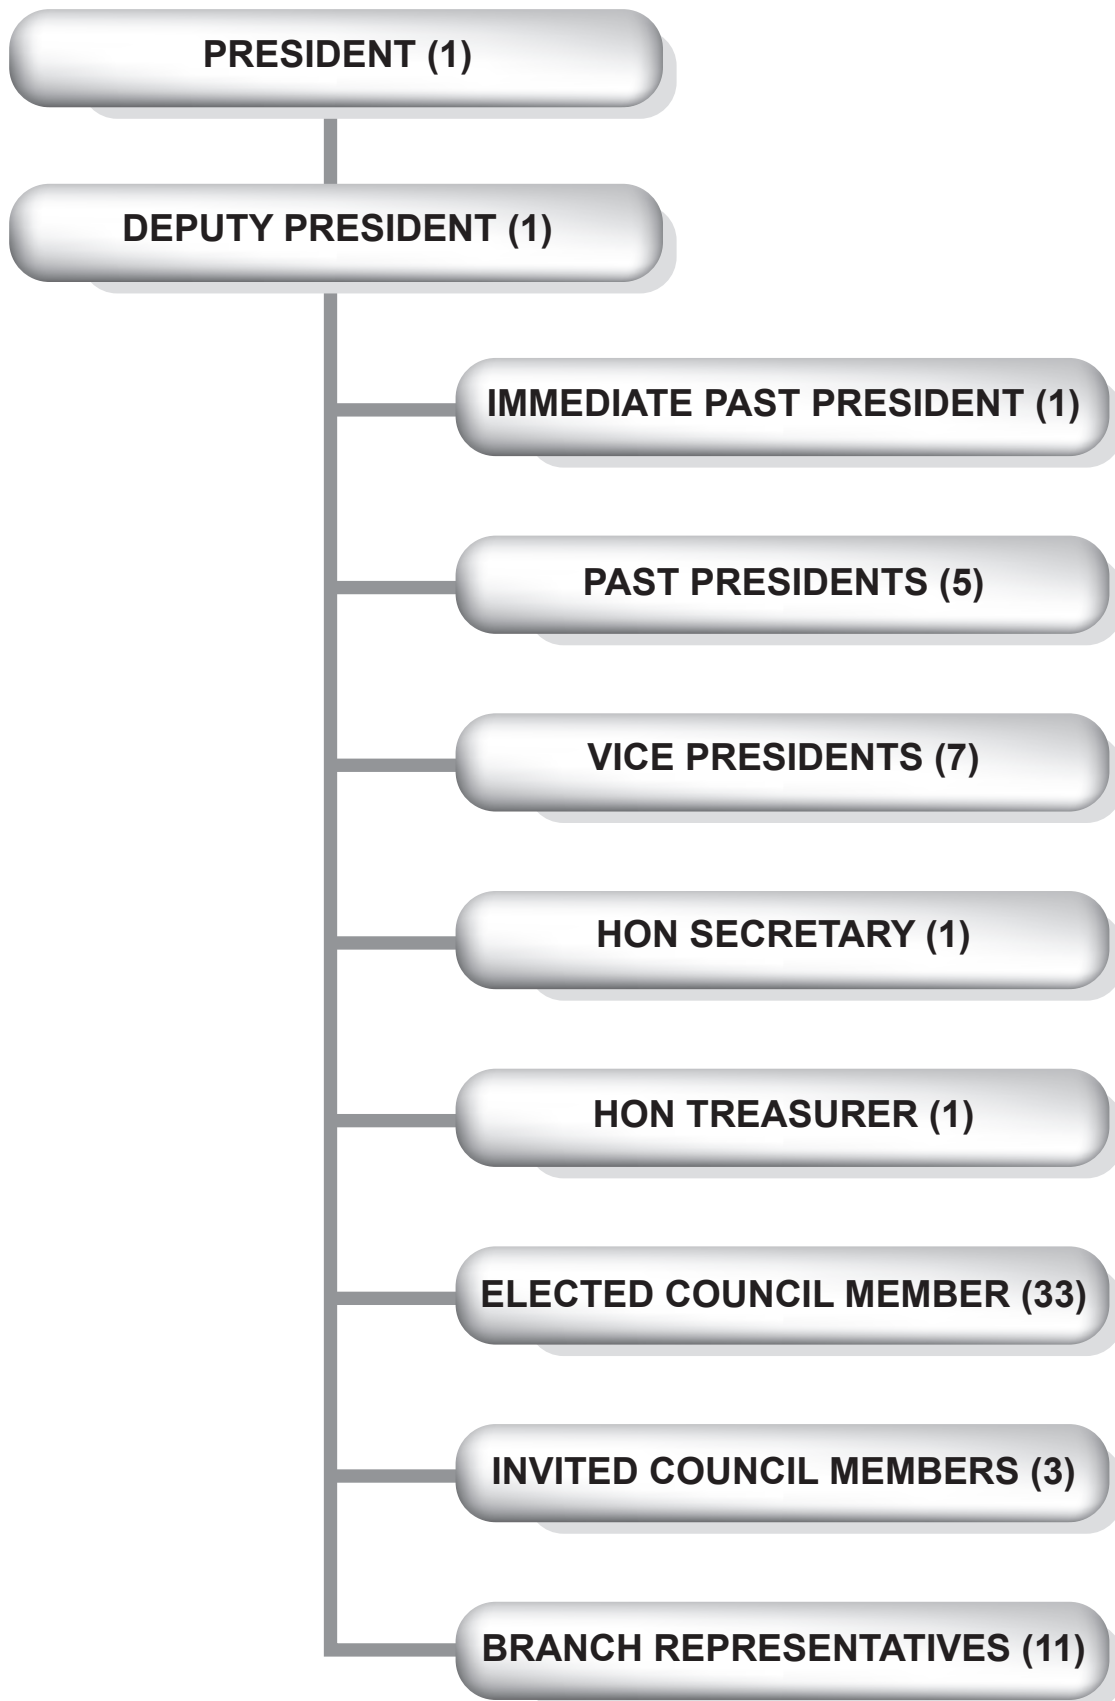 PRESIDENT (1)
DEPUTY PRESIDENT (1)
IMMEDIATE PAST PRESIDENT (1)
PAST PRESIDENTS (5)
VICE PRESIDENTS (7)
HON SECRETARY (1)
HON TREASURER (1)
ELECTED COUNCIL MEMBER (33)
INVITED COUNCIL MEMBERS (3)
BRANCH REPRESENTATIVES (11)